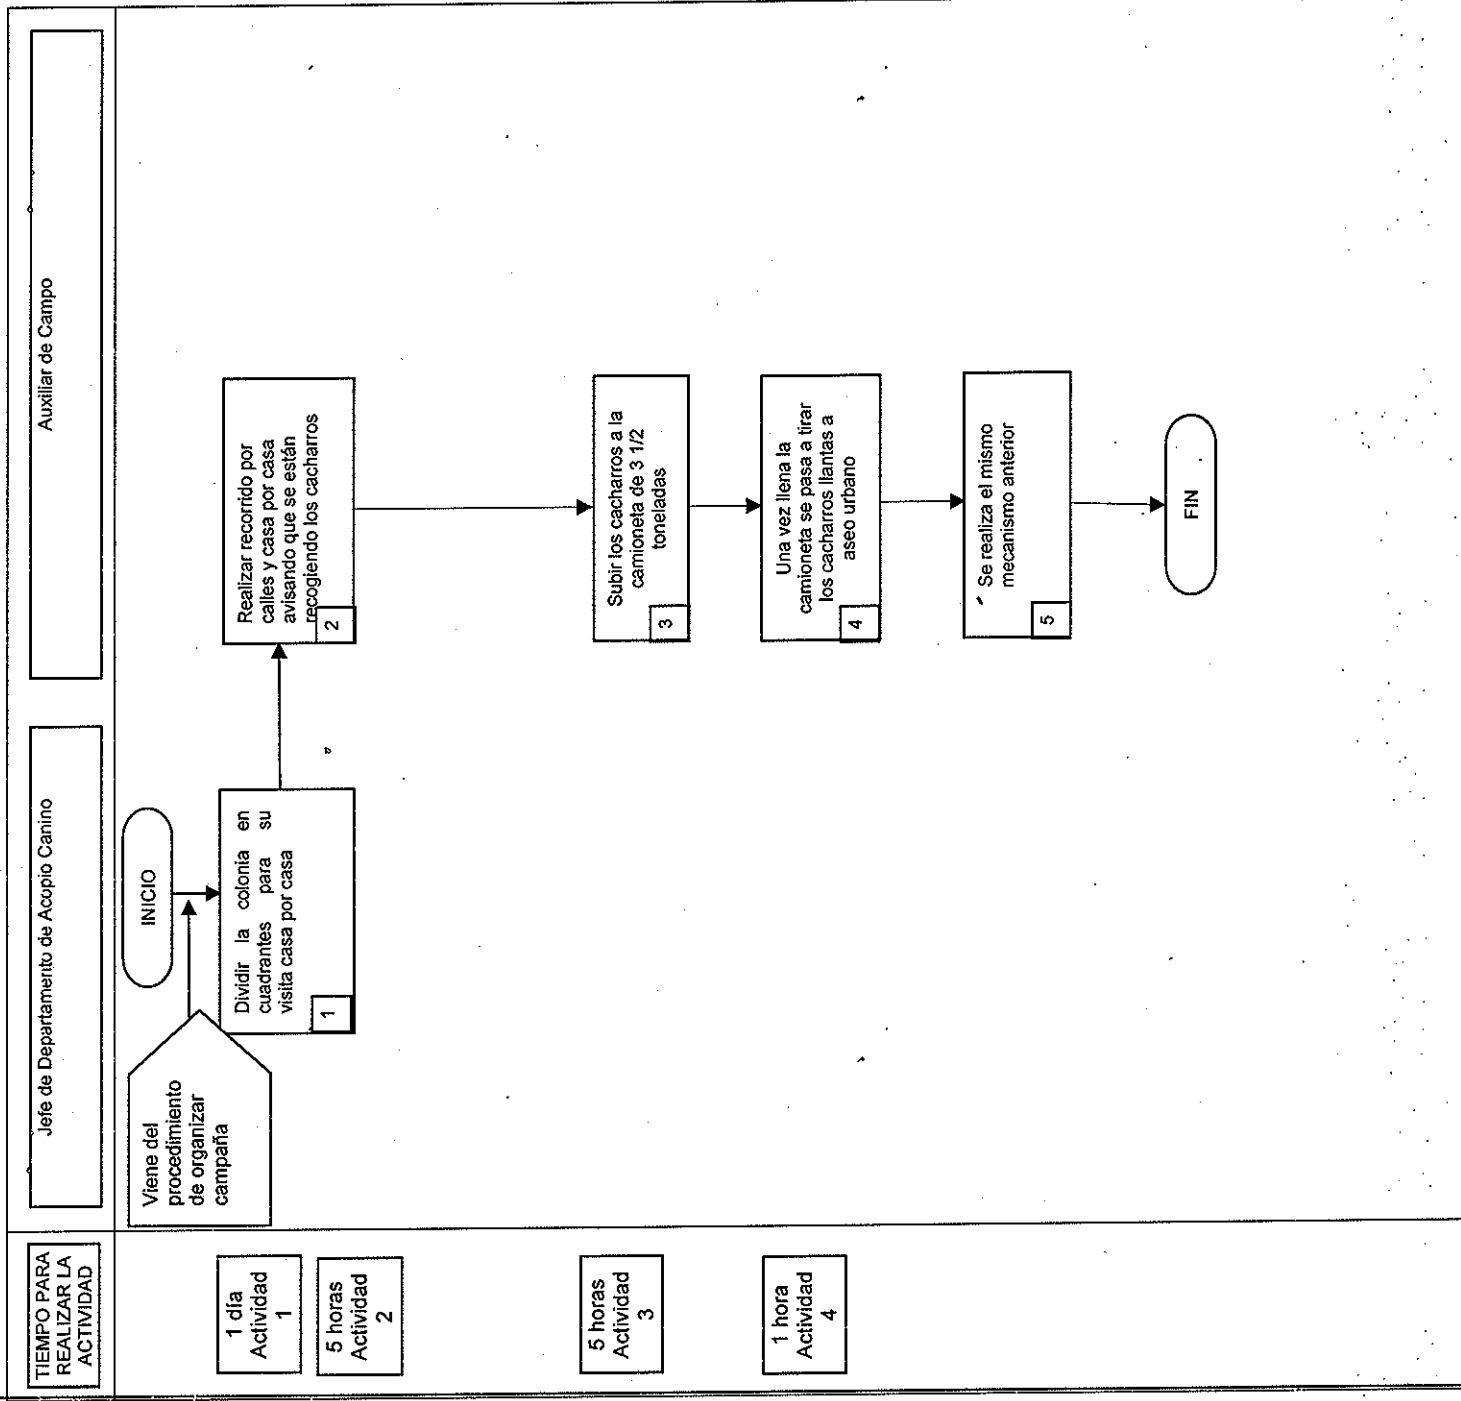 TIEMPO PARA
REALIZAR LA
ACTIVIDAD
Jefe de Departamento de Acopio Canino
Auxiliar de Campo
INICIO
Viene del
procedimiento
de organizar
campaña
1 día
Actividad
1
Dividir la colonia en
cuadrantes para su
visita casa por casa
1
Realizar recorrido por
calles y casa por casa
avisando que se están
recogiendo los cacharros
2
5 horas
Actividad
2
5 horas
Actividad
3
Subir los cacharros a la
camioneta de 3 1/2
toneladas
3
1 hora
Actividad
4
Una vez llena la
camioneta se pasa a tirar
los cacharros llantas a
aseo urbano
4
Se realiza el mismo
mecanismo anterior
5
FIN